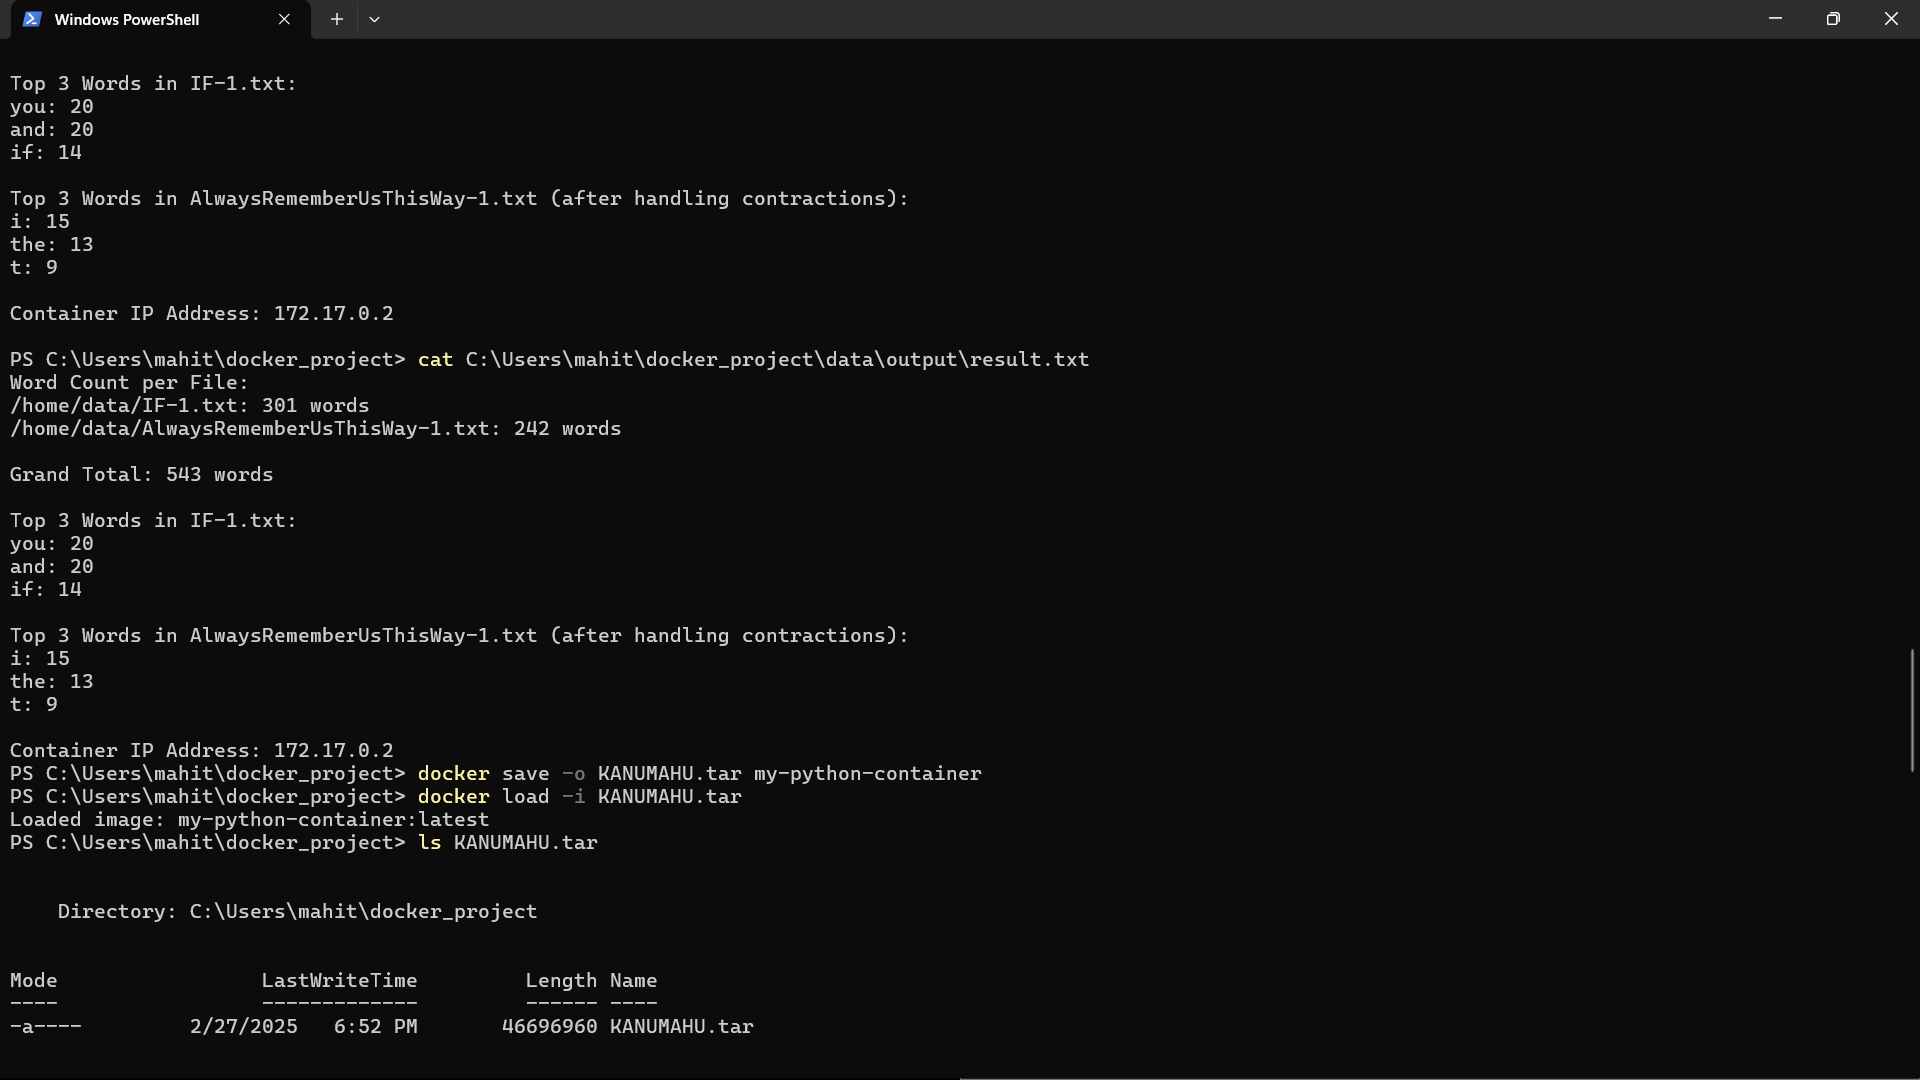 Windows PowerShell
Top 3 Words in IF-1.txt:
you: 20
and: 20
if: 14
Top 3 Words in AlwaysRememberUsThisWay-1.txt (after handling contractions):
i: 15
the: 13
t: 9
Container IP Address: 172.17.0.2
PS C:\Users\mahit\docker_project> cat C:\Users\mahit\docker_project\data\output\result.txt
Word Count per File:
/home/data/IF-1.txt: 301 words
/home/data/AlwaysRememberUsThisWay-1.txt: 242 words
Grand Total: 543 words
Top 3 Words in IF-1.txt:
you: 20
and: 20
if: 14
Top 3 Words in AlwaysRememberUsThisWay-1.txt (after handling contractions):
i: 15
the: 13
t: 9
Container IP Address: 172.17.0.2
PS C:\Users\mahit\docker_project> docker save -o KANUMAHU.tar my-python-container
PS C:\Users\mahit\docker_project> docker load -i KANUMAHU.tar
Loaded image: my-python-container:latest
PS C:\Users\mahit\docker_project> ls KANUMAHU.tar
Directory: C:\Users\mahit\docker_project
Mode LastWriteTime Length Name
---- ------------- ------ ----
-a---- 2/27/2025 6:52 PM 46696960 KANUMAHU.tar